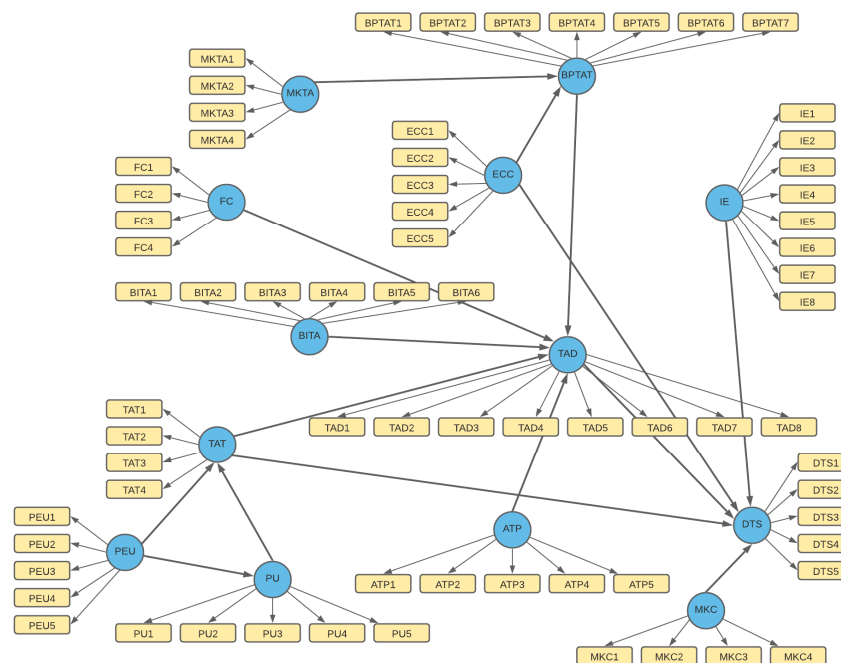 BPTAT1 BPTAT2 BPTAT3 BPTAT4 BPTAT5 BPTAT6 BPTAT7
MKTA1
MKTA2
MKTA3
MKTA4
MKTA
BPTAT
ECC1
ECC2
ECC3
ECC4
ECC5
ECC
IE1
IE2
IE3
IE4
IE5
IE6
IE7
IE8
IE
FC1
FC2
FC3
FC4
FC
BITA1 BITA2 BITA3 BITA4 BITA5 BITA6
BITA
TAD
TAD1 TAD2 TAD3 TAD4 TAD5 TAD6 TAD7 TAD8
TAT1
TAT2
TAT3
TAT4
TAT
DTS1
DTS2
DTS3
DTS4
DTS5
DTS
PEU1
PEU2
PEU3
PEU4
PEU5
PEU
PU
PU1 PU2 PU3 PU4 PU5
ATP
ATP1 ATP2 ATP3 ATP4 ATP5
MKC
MKC1 MKC2 MKC3 MKC4